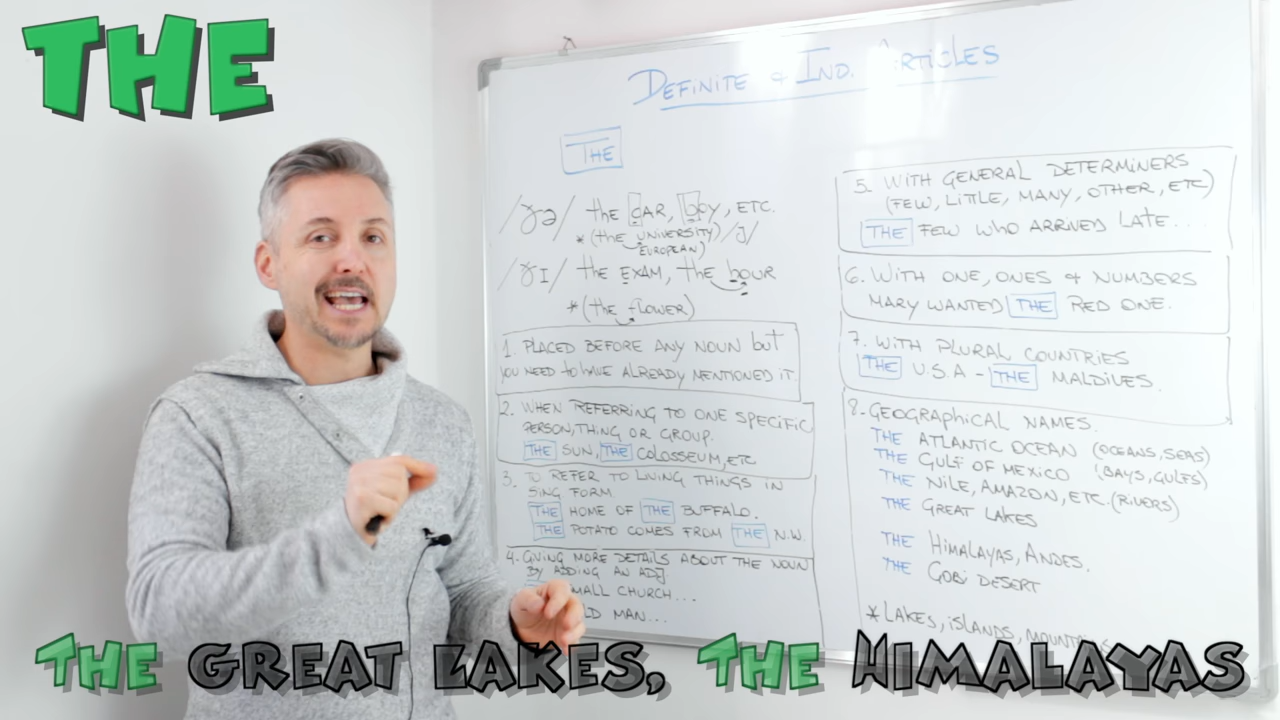 THE
DEFINITE & IND. ARTICLES
THE
/ðə/ the CAR, boy, ETC.
* (the UNIVERSITY) /J/
EUROPEAN)
/ðI/ the EXAM, the hour
* (the FLOWER)
1. PLACED BEFORE ANY NOUN but
YOU NEED to HAVE ALREADY MENTIONED it.
2. WHEN REFERRING TO ONE SPECIFIC
PERSON, THING OR GROUP.
THE SUN, THE COLOSSEUM, ETC
3. TO REFER TO LIVING THINGS IN
SING FORM
THE HOME OF THE BUFFALO.
THE POTATO COMES FROM THE N.W.
4. GIVING MORE DETAILS ABOUT THE NOUN
BY ADDING AN ADJ
MALL CHURCH...
LD MAN...
5. WITH GENERAL DETERMINERS
(FEW, LITTLE, MANY, OTHER, ETC)
THE FEW WHO ARRIVED LATE...
6. WITH ONE, ONES & NUMBERS
MARY WANTED THE RED ONE.
7. WITH PLURAL COUNTRIES
THE U.S.A - THE MALDIVES.
8. GEOGRAPHICAL NAMES.
THE ATLANTIC OCEAN (OCEANS, SEAS)
THE GULF OF MEXICO (BAYS, GULFS)
THE NILE, AMAZON, ETC. (RIVERS)
THE GREAT LAKES
THE HIMALAYAS, ANDES.
THE GOBI DESERT
* LAKES, iSLANDS, MOUNTAINS
THE GREAT LAKES, THE HIMALAYAS